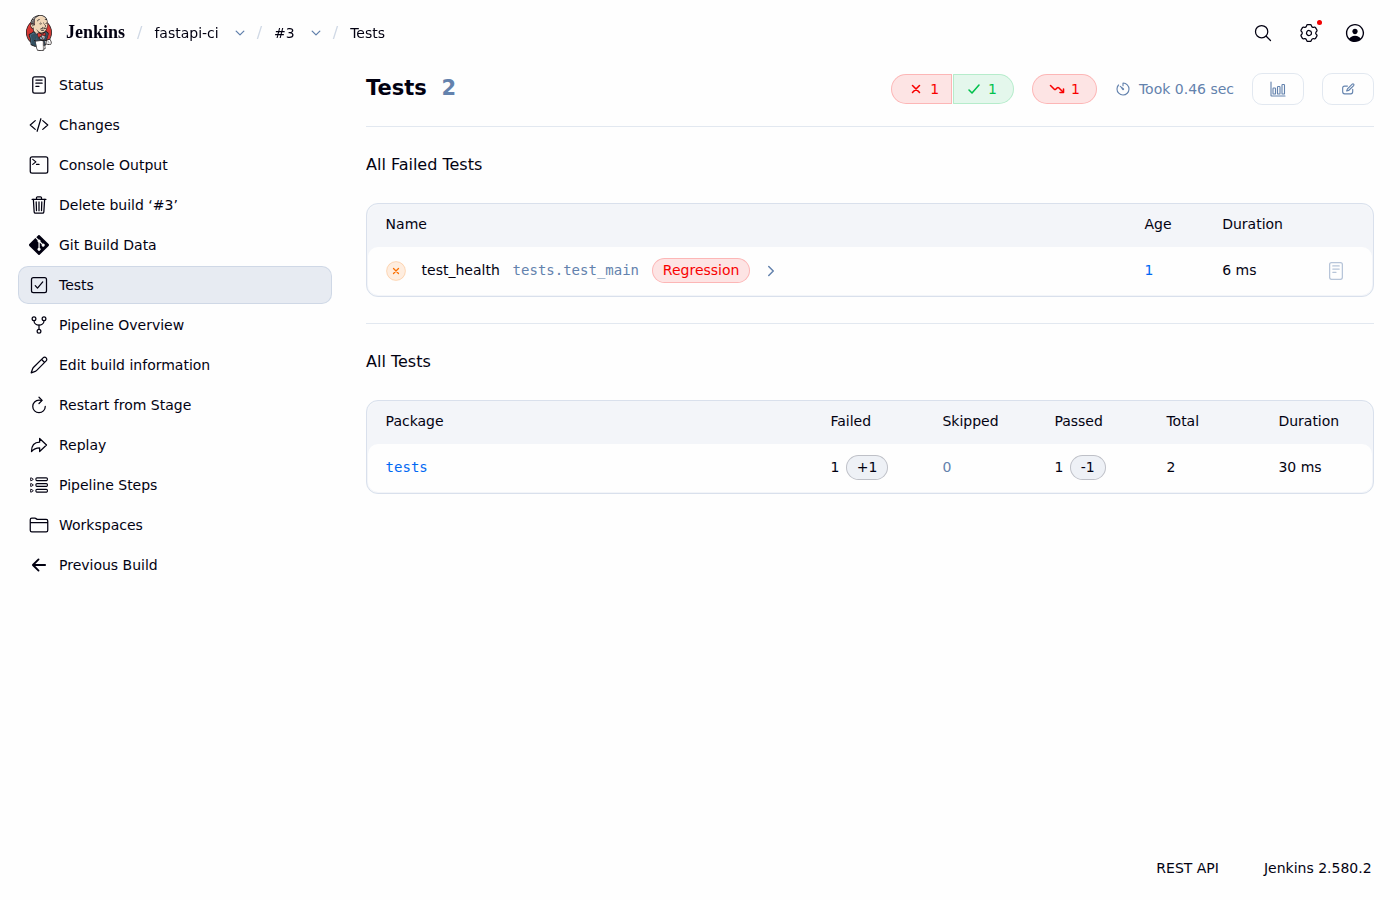 Jenkins / fastapi-ci / #3 / Tests
Status
Changes
Console Output
Delete build ‘#3’
Git Build Data
Tests
Pipeline Overview
Edit build information
Restart from Stage
Replay
Pipeline Steps
Workspaces
Previous Build
Tests 2
1 1 1 Took 0.46 sec
All Failed Tests
Name Age Duration
test_health tests.test_main Regression 1 6 ms
All Tests
Package Failed Skipped Passed Total Duration
tests 1 +1 0 1 -1 2 30 ms
REST API Jenkins 2.580.2